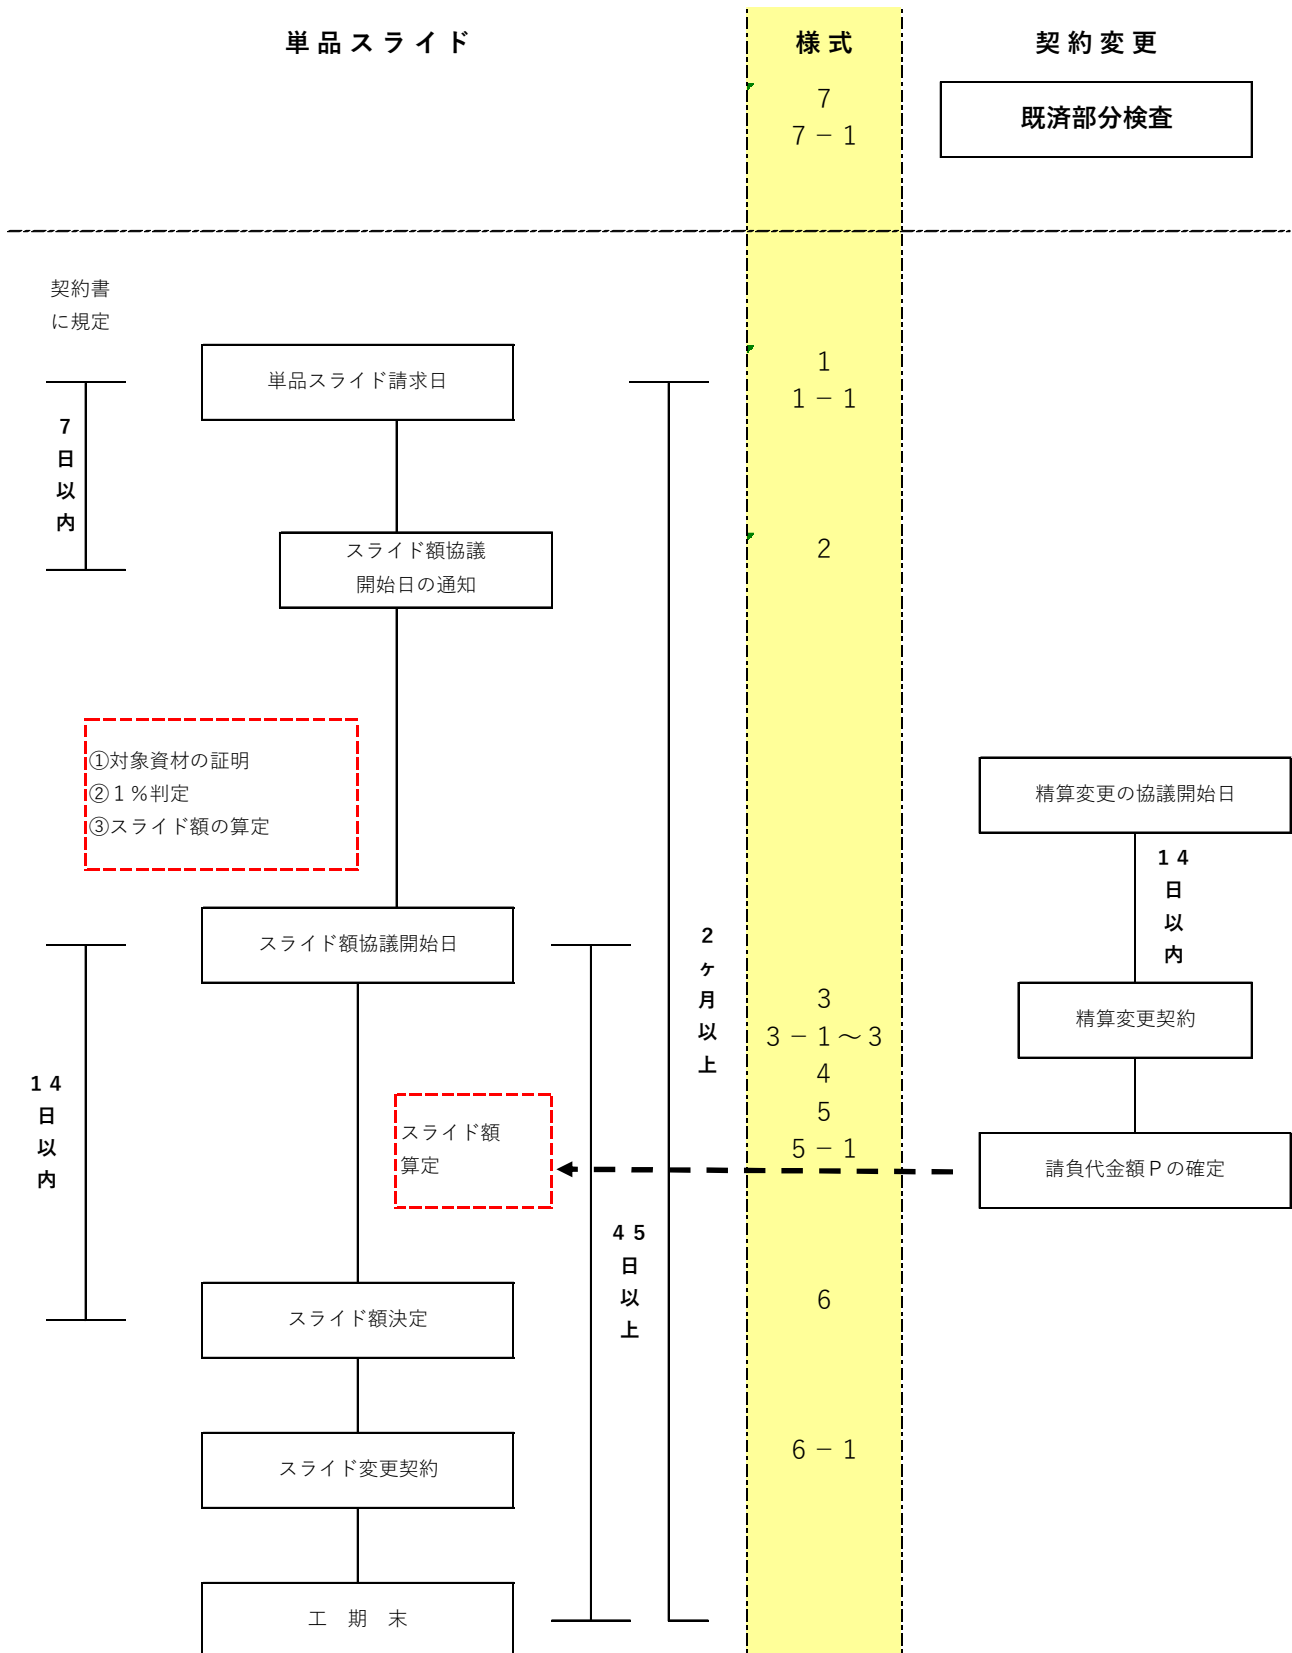 単品スライド
様式
契約変更
7
7－1
既済部分検査
契約書
に規定
単品スライド請求日
1
1－1
7
日
以
内
スライド額協議
開始日の通知
2
①対象資材の証明
②１％判定
③スライド額の算定
精算変更の協議開始日
14
日
以
内
スライド額協議開始日
2
ヶ
月
以
上
3
3－1～3
4
5
5－1
精算変更契約
14
日
以
内
スライド額
算定
請負代金額Ｐの確定
45
日
以
上
スライド額決定
6
スライド変更契約
6－1
工　期　末